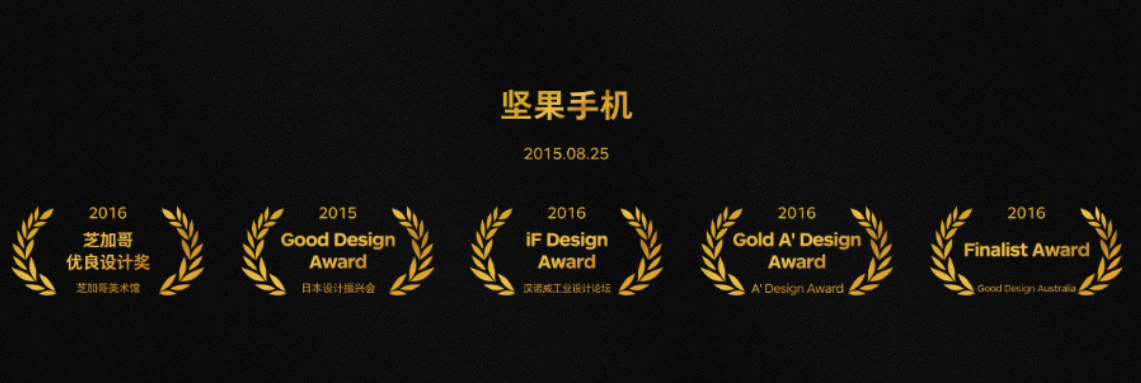 坚果手机
2015.08.25
2016
芝加哥
优良设计奖
芝加哥美术馆
2015
Good Design
Award
日本设计振兴会
2016
iF Design
Award
汉诺威工业设计论坛
2016
Gold A' Design
Award
A' Design Award
2016
Finalist Award
Good Design Australia